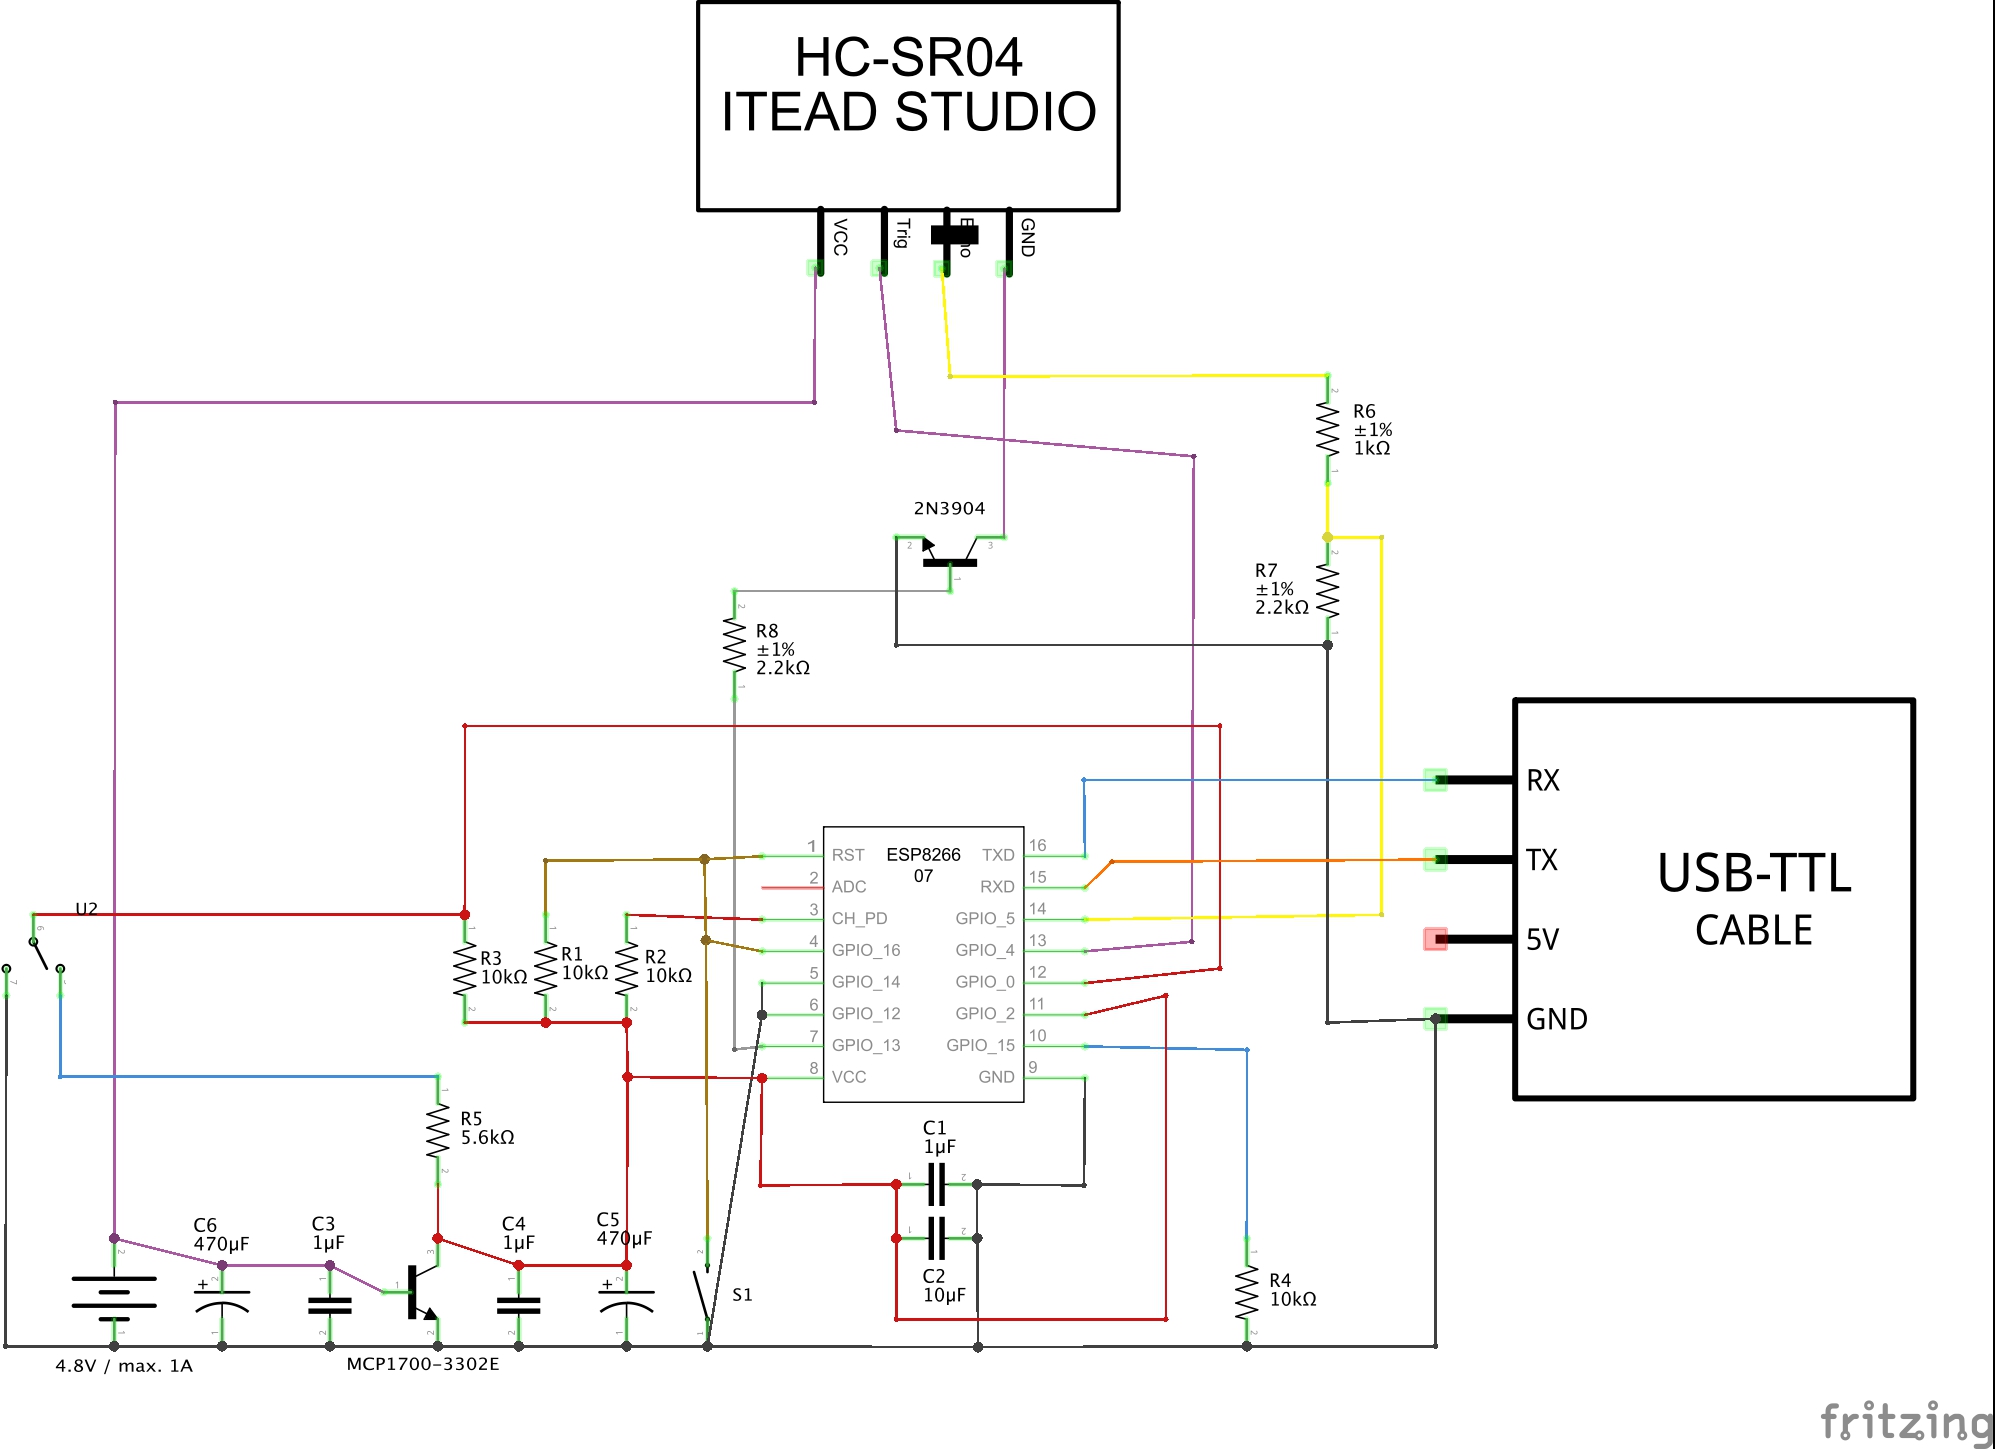 HC-SR04
ITEAD STUDIO
VCC
Trig
GND
R6
±1%
1kΩ
2N3904
2
3
1
R7
±1%
2.2kΩ
R8
±1%
2.2kΩ
RX
TX
5V
GND
USB-TTL
CABLE
ESP8266
07
1 RST
2 ADC
3 CH_PD
4 GPIO_16
5 GPIO_14
6 GPIO_12
7 GPIO_13
8 VCC
TXD 16
RXD 15
GPIO_5 14
GPIO_4 13
GPIO_0 12
GPIO_2 11
GPIO_15 10
GND 9
U2
R3
10kΩ
R1
10kΩ
R2
10kΩ
R5
5.6kΩ
C1
1µF
C2
10µF
C6
470µF
C3
1µF
C4
1µF
C5
470µF
S1
R4
10kΩ
4.8V / max. 1A
MCP1700-3302E
fritzing